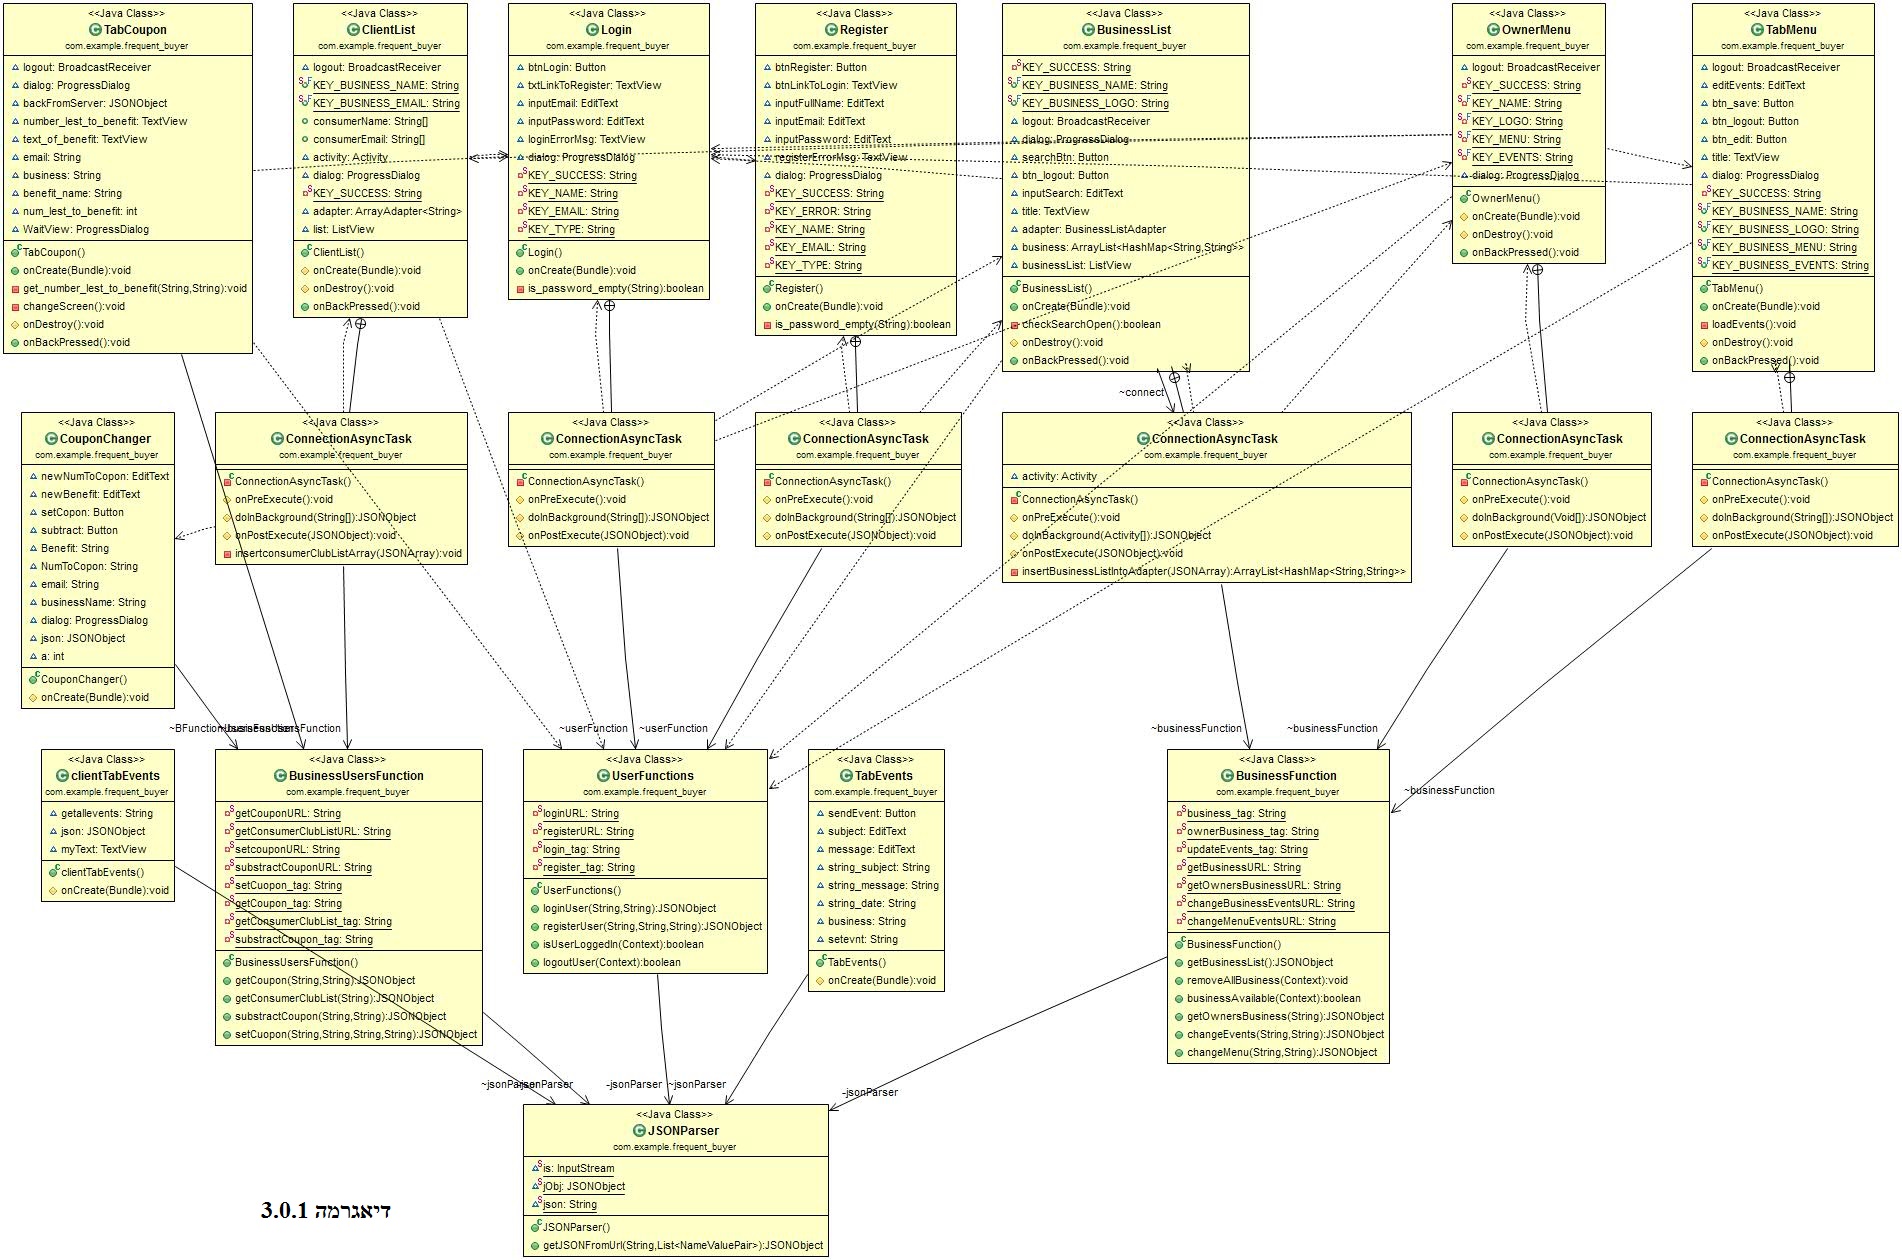 <<Java Class>>
TabCoupon
com.example.frequent_buyer
logout: BroadcastReceiver
dialog: ProgressDialog
backFromServer: JSONObject
number_lest_to_benefit: TextView
text_of_benefit: TextView
email: String
business: String
benefit_name: String
num_lest_to_benefit: int
WaitView: ProgressDialog
TabCoupon()
onCreate(Bundle):void
get_number_lest_to_benefit(String,String):void
changeScreen():void
onDestroy():void
onBackPressed():void
<<Java Class>>
ClientList
com.example.frequent_buyer
logout: BroadcastReceiver
KEY_BUSINESS_NAME: String
KEY_BUSINESS_EMAIL: String
consumerName: String[]
consumerEmail: String[]
activity: Activity
dialog: ProgressDialog
KEY_SUCCESS: String
adapter: ArrayAdapter<String>
list: ListView
ClientList()
onCreate(Bundle):void
onDestroy():void
onBackPressed():void
<<Java Class>>
Login
com.example.frequent_buyer
btnLogin: Button
txtLinkToRegister: TextView
inputEmail: EditText
inputPassword: EditText
loginErrorMsg: TextView
dialog: ProgressDialog
KEY_SUCCESS: String
KEY_NAME: String
KEY_EMAIL: String
KEY_TYPE: String
Login()
onCreate(Bundle):void
is_password_empty(String):boolean
<<Java Class>>
Register
com.example.frequent_buyer
btnRegister: Button
btnLinkToLogin: TextView
inputFullName: EditText
inputEmail: EditText
inputPassword: EditText
registerErrorMsg: TextView
dialog: ProgressDialog
KEY_SUCCESS: String
KEY_ERROR: String
KEY_NAME: String
KEY_EMAIL: String
KEY_TYPE: String
Register()
onCreate(Bundle):void
is_password_empty(String):boolean
<<Java Class>>
BusinessList
com.example.frequent_buyer
KEY_SUCCESS: String
KEY_BUSINESS_NAME: String
KEY_BUSINESS_LOGO: String
logout: BroadcastReceiver
dialog: ProgressDialog
searchBtn: Button
btn_logout: Button
inputSearch: EditText
title: TextView
adapter: BusinessListAdapter
business: ArrayList<HashMap<String,String>>
businessList: ListView
BusinessList()
onCreate(Bundle):void
checkSearchOpen():boolean
onDestroy():void
onBackPressed():void
<<Java Class>>
OwnerMenu
com.example.frequent_buyer
logout: BroadcastReceiver
KEY_SUCCESS: String
KEY_NAME: String
KEY_LOGO: String
KEY_MENU: String
KEY_EVENTS: String
dialog: ProgressDialog
OwnerMenu()
onCreate(Bundle):void
onDestroy():void
onBackPressed():void
<<Java Class>>
TabMenu
com.example.frequent_buyer
logout: BroadcastReceiver
editEvents: EditText
btn_save: Button
btn_logout: Button
btn_edit: Button
title: TextView
dialog: ProgressDialog
KEY_SUCCESS: String
KEY_BUSINESS_NAME: String
KEY_BUSINESS_LOGO: String
KEY_BUSINESS_MENU: String
KEY_BUSINESS_EVENTS: String
TabMenu()
onCreate(Bundle):void
loadEvents():void
onDestroy():void
onBackPressed():void
~connect
<<Java Class>>
CouponChanger
com.example.frequent_buyer
newNumToCopon: EditText
newBenefit: EditText
setCopon: Button
subtract: Button
Benefit: String
NumToCopon: String
email: String
businessName: String
dialog: ProgressDialog
json: JSONObject
a: int
CouponChanger()
onCreate(Bundle):void
<<Java Class>>
ConnectionAsyncTask
com.example.frequent_buyer
ConnectionAsyncTask()
onPreExecute():void
doInBackground(String[]):JSONObject
onPostExecute(JSONObject):void
insertconsumerClubListArray(JSONArray):void
<<Java Class>>
ConnectionAsyncTask
com.example.frequent_buyer
ConnectionAsyncTask()
onPreExecute():void
doInBackground(String[]):JSONObject
onPostExecute(JSONObject):void
<<Java Class>>
ConnectionAsyncTask
com.example.frequent_buyer
ConnectionAsyncTask()
onPreExecute():void
doInBackground(String[]):JSONObject
onPostExecute(JSONObject):void
<<Java Class>>
ConnectionAsyncTask
com.example.frequent_buyer
activity: Activity
ConnectionAsyncTask()
onPreExecute():void
doInBackground(Activity[]):JSONObject
onPostExecute(JSONObject):void
insertBusinessListIntoAdapter(JSONArray):ArrayList<HashMap<String,String>>
<<Java Class>>
ConnectionAsyncTask
com.example.frequent_buyer
ConnectionAsyncTask()
onPreExecute():void
doInBackground(Void[]):JSONObject
onPostExecute(JSONObject):void
<<Java Class>>
ConnectionAsyncTask
com.example.frequent_buyer
ConnectionAsyncTask()
onPreExecute():void
doInBackground(String[]):JSONObject
onPostExecute(JSONObject):void
~userFunction
~userFunction
~businessFunction
~businessFunction
~businessFunction
<<Java Class>>
clientTabEvents
com.example.frequent_buyer
getallevents: String
json: JSONObject
myText: TextView
clientTabEvents()
onCreate(Bundle):void
<<Java Class>>
BusinessUsersFunction
com.example.frequent_buyer
getCouponURL: String
getConsumerClubListURL: String
setcouponURL: String
substractCouponURL: String
setCuopon_tag: String
getCoupon_tag: String
getConsumerClubList_tag: String
substractCoupon_tag: String
BusinessUsersFunction()
getCoupon(String,String):JSONObject
getConsumerClubList(String):JSONObject
substractCoupon(String,String):JSONObject
setCuopon(String,String,String,String):JSONObject
<<Java Class>>
UserFunctions
com.example.frequent_buyer
loginURL: String
registerURL: String
login_tag: String
register_tag: String
UserFunctions()
loginUser(String,String):JSONObject
registerUser(String,String,String):JSONObject
isUserLoggedIn(Context):boolean
logoutUser(Context):boolean
<<Java Class>>
TabEvents
com.example.frequent_buyer
sendEvent: Button
subject: EditText
message: EditText
string_subject: String
string_message: String
string_date: String
business: String
setevnt: String
TabEvents()
onCreate(Bundle):void
<<Java Class>>
BusinessFunction
com.example.frequent_buyer
business_tag: String
ownerBusiness_tag: String
updateEvents_tag: String
getBusinessURL: String
getOwnersBusinessURL: String
changeBusinessEventsURL: String
changeMenuEventsURL: String
BusinessFunction()
getBusinessList():JSONObject
removeAllBusiness(Context):void
businessAvailable(Context):boolean
getOwnersBusiness(String):JSONObject
changeEvents(String,String):JSONObject
changeMenu(String,String):JSONObject
-jsonParser
~jsonParser
-jsonParser
<<Java Class>>
JSONParser
com.example.frequent_buyer
is: InputStream
jObj: JSONObject
json: String
JSONParser()
getJSONFromUrl(String,List<NameValuePair>):JSONObject
דיאגרמה 3.0.1